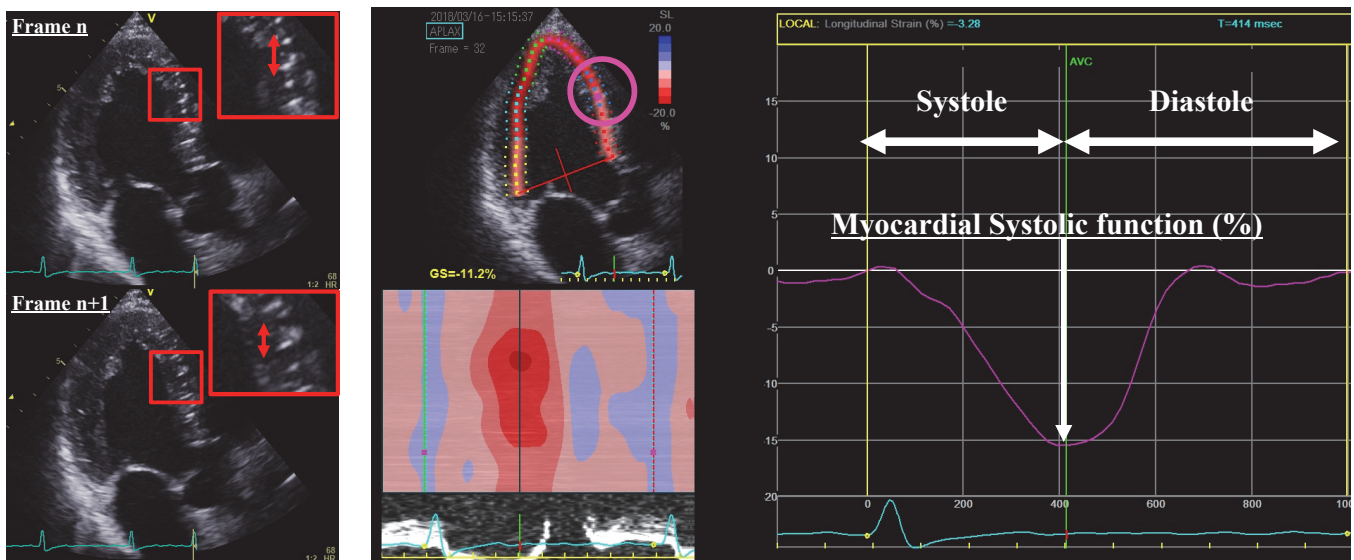 Frame n
V
5
68
1:2 HR
Frame n+1
V
5
68
1:2 HR
2018/03/16-15:15:37
APLAX
Frame = 32
SL
20.0
-20.0
%
GS=-11.2%
LOCAL: Longitudinal Strain (%) =-3.28
T=414 msec
AVC
Systole
Diastole
Myocardial Systolic function (%)
15
10
5
0
-5
-10
-15
20
0
200
400
600
800
100